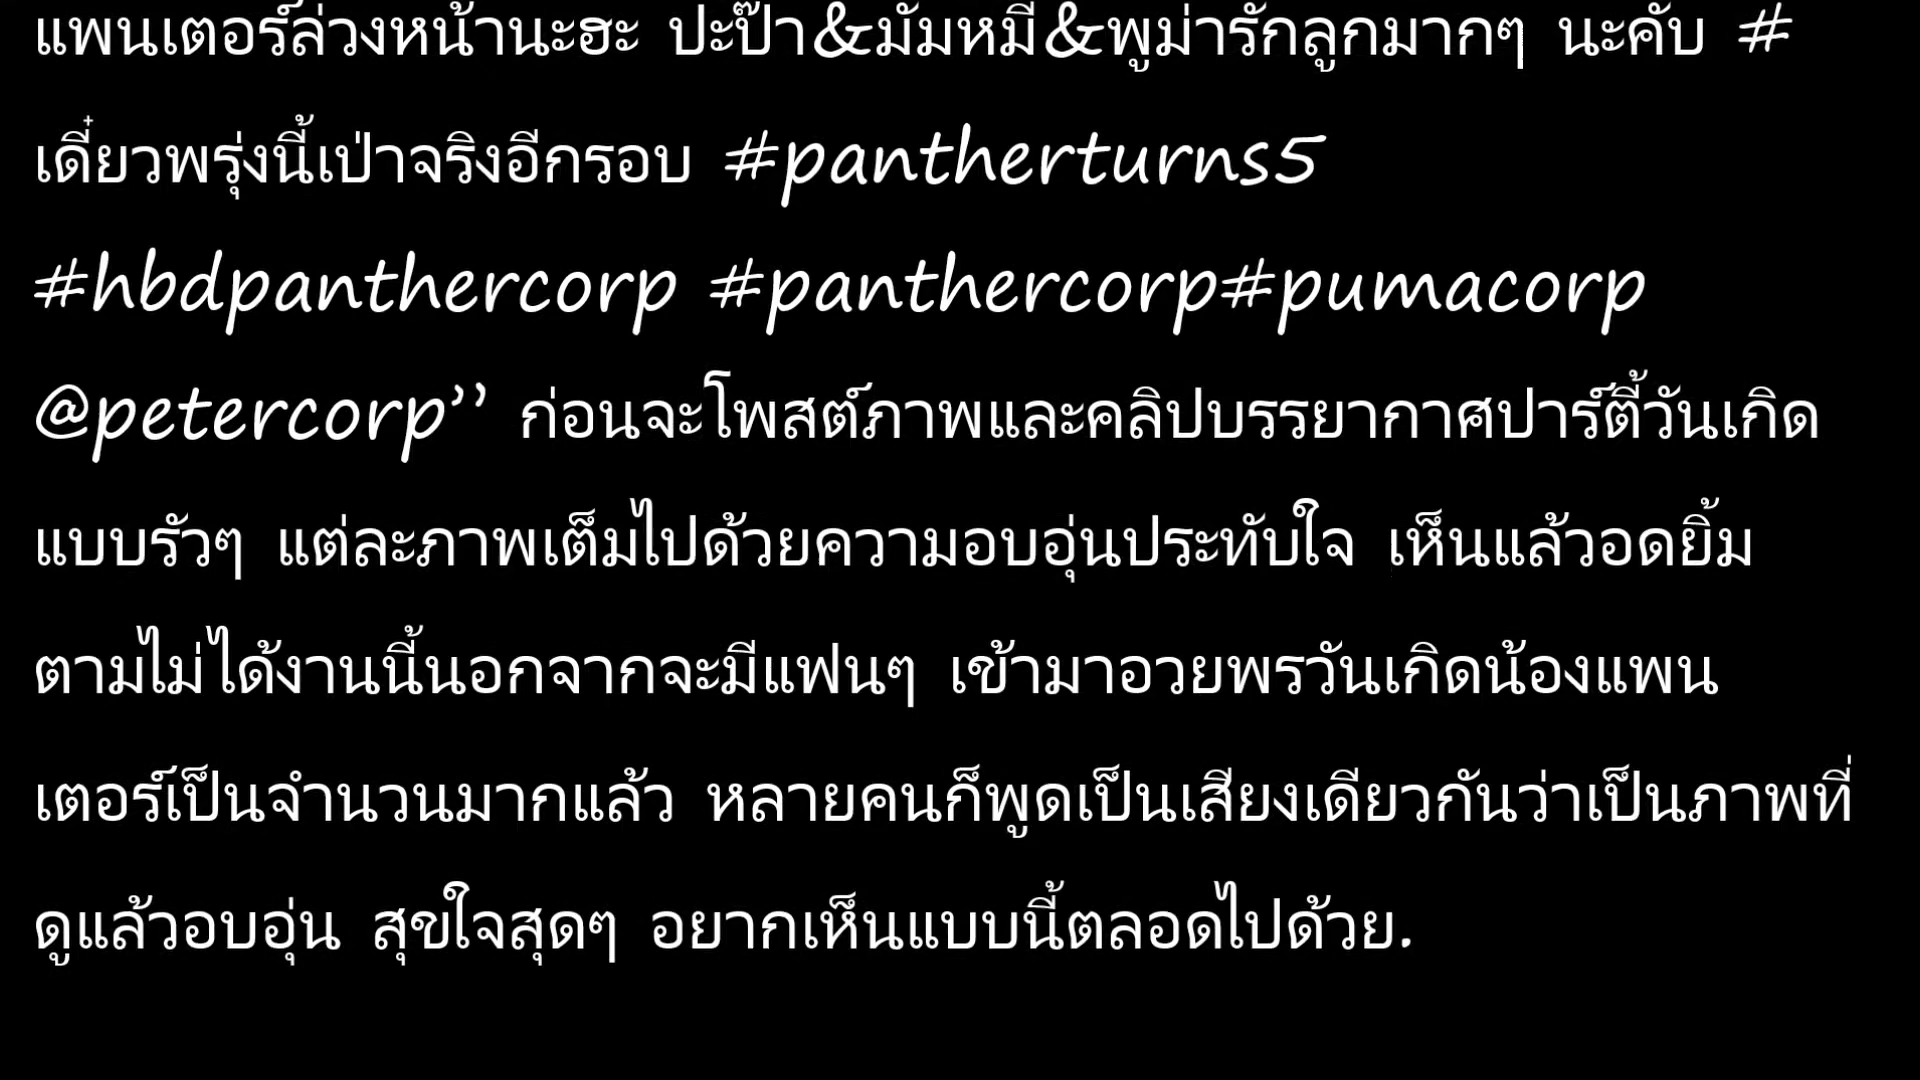 แพนเตอร์ล่วงหน้านะฮะ ปะป๊า&มัมหมี&พูม่ารักลูกมากๆ นะคับ #
เดี๋ยวพรุ่งนี้เป่าจริงอีกรอบ #pantherturns5
#hbdpanthercorp #panthercorp#pumacorp
@petercorp’’ ก่อนจะโพสต์ภาพและคลิปบรรยากาศปาร์ตี้วันเกิด
แบบรัวๆ แต่ละภาพเต็มไปด้วยความอบอุ่นประทับใจ เห็นแล้วอดยิ้ม
ตามไม่ได้งานนี้นอกจากจะมีแฟนๆ เข้ามาอวยพรวันเกิดน้องแพน
เตอร์เป็นจำนวนมากแล้ว หลายคนก็พูดเป็นเสียงเดียวกันว่าเป็นภาพที่
ดูแล้วอบอุ่น สุขใจสุดๆ อยากเห็นแบบนี้ตลอดไปด้วย.